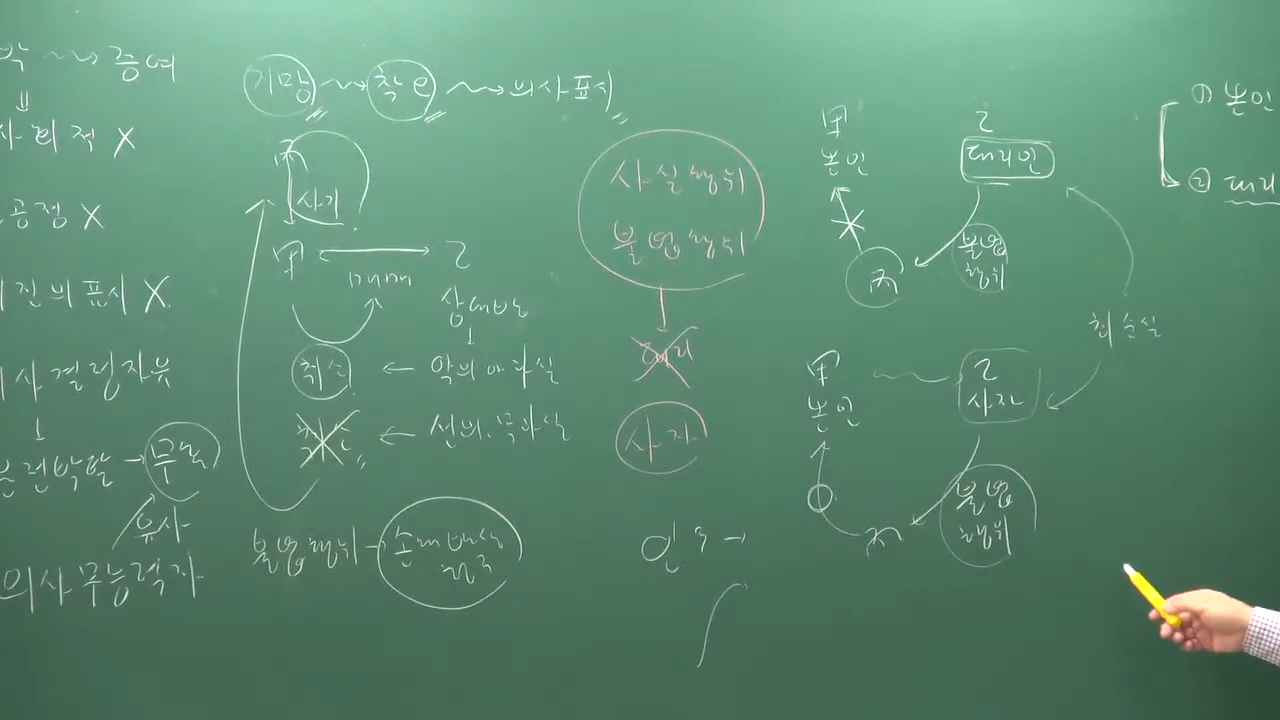 증여
사회적 X
공정 X
진의 표시 X
의사결정자유
무효
유사
의사무능력자
기망 착오 의사표시
사기
甲 乙
매매
상대방
취소 ← 악의 or 과실
← 선의.무과실
불법행위 - 손해배상
사실행위
불법행위
대리
사자
甲
본인
乙
대리인
불법
행위
丙
甲
본인
乙
사자
불법
행위
丙
① 본인
② 대리